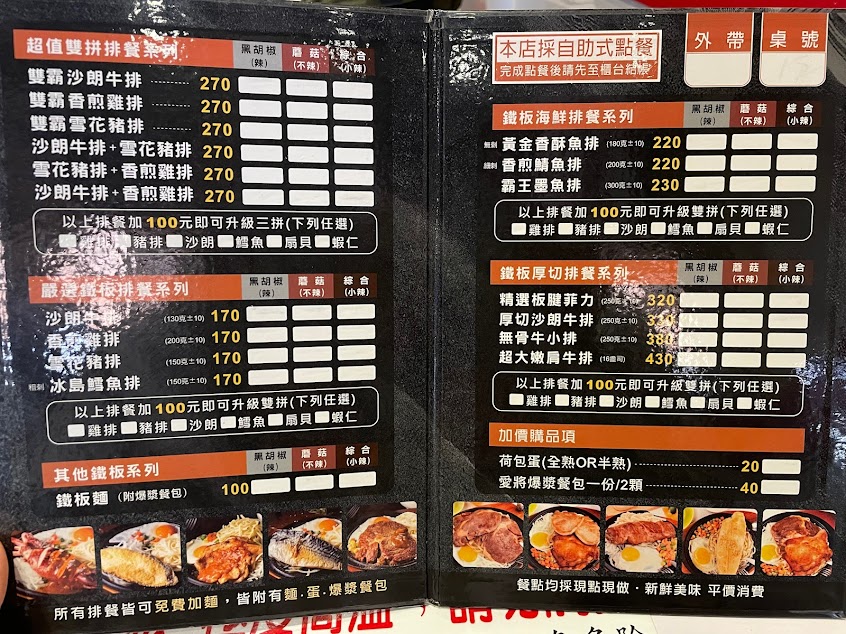 超值雙拼排餐系列 黑胡椒(辣) 蘑菇(不辣) 綜合(小辣)
雙霸沙朗牛排 270
雙霸香煎雞排 270
雙霸雪花豬排 270
沙朗牛排+雪花豬排 270
雪花豬排+香煎雞排 270
沙朗牛排+香煎雞排 270
以上排餐加100元即可升級三拼(下列任選)
雞排 豬排 沙朗 鱈魚 扇貝 蝦仁
嚴選鐵板排餐系列 黑胡椒(辣) 蘑菇(不辣) 綜合(小辣)
沙朗牛排 (130克±10) 170
香煎雞排 (200克±10) 170
雪花豬排 (150克±10) 170
粗刺 冰島鱈魚排 (150克±10) 170
以上排餐加100元即可升級雙拼(下列任選)
雞排 豬排 沙朗 鱈魚 扇貝 蝦仁
其他鐵板系列 黑胡椒(辣) 蘑菇(不辣) 綜合(小辣)
鐵板麵 (附爆漿餐包) 100
所有排餐皆可免費加麵,皆附有麵.蛋.爆漿餐包
本店採自助式點餐
完成點餐後請先至櫃台結帳
外帶 桌號
鐵板海鮮排餐系列 黑胡椒(辣) 蘑菇(不辣) 綜合(小辣)
無刺 黃金香酥魚排 (180克±10) 220
細刺 香煎鯖魚排 (200克±10) 220
霸王墨魚排 (300克±10) 230
以上排餐加100元即可升級雙拼(下列任選)
雞排 豬排 沙朗 鱈魚 扇貝 蝦仁
鐵板厚切排餐系列 黑胡椒(辣) 蘑菇(不辣) 綜合(小辣)
精選板腱菲力 (250克±10) 320
厚切沙朗牛排 (250克±10) 330
無骨牛小排 (250克±10) 380
超大嫩肩牛排 (16盎司) 430
以上排餐加100元即可升級雙拼(下列任選)
雞排 豬排 沙朗 鱈魚 扇貝 蝦仁
加價購品項
荷包蛋(全熟OR半熟) 20
愛將爆漿餐包一份/2顆 40
餐點均採現點現做.新鮮美味 平價消費